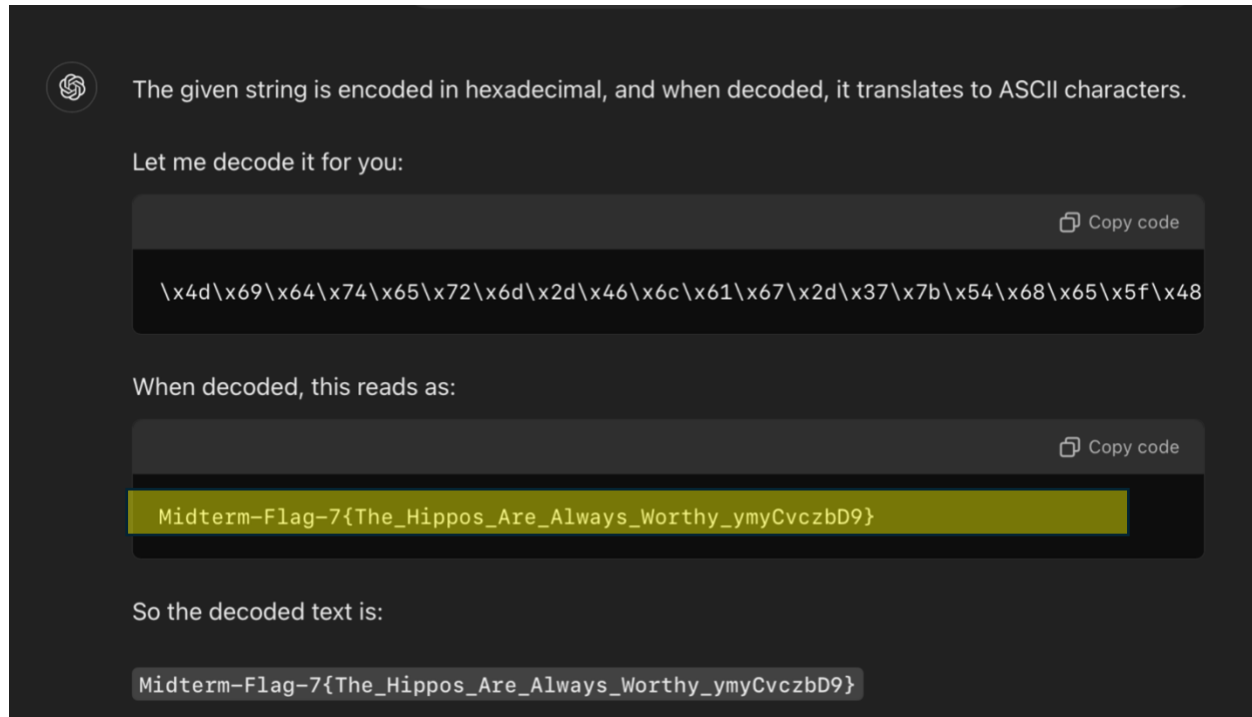 The given string is encoded in hexadecimal, and when decoded, it translates to ASCII characters.
Let me decode it for you:
Copy code
\x4d\x69\x64\x74\x65\x72\x6d\x2d\x46\x6c\x61\x67\x2d\x37\x7b\x54\x68\x65\x5f\x48
When decoded, this reads as:
Copy code
Midterm-Flag-7{The_Hippos_Are_Always_Worthy_ymyCvczbD9}
So the decoded text is:
Midterm-Flag-7{The_Hippos_Are_Always_Worthy_ymyCvczbD9}